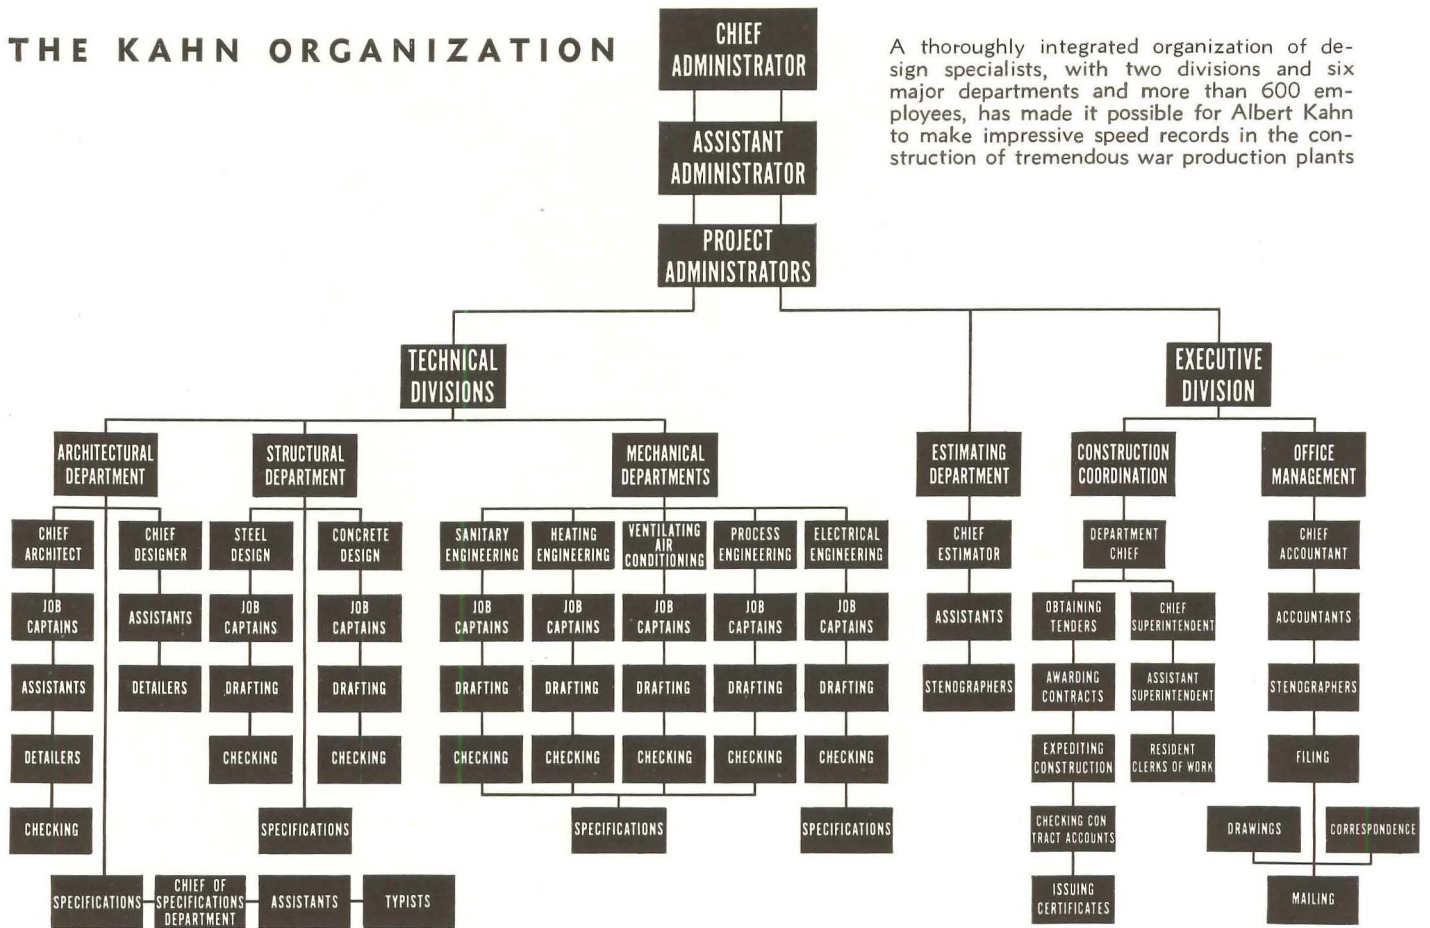 THE KAHN ORGANIZATION
A thoroughly integrated organization of de-
sign specialists, with two divisions and six
major departments and more than 600 em-
ployees, has made it possible for Albert Kahn
to make impressive speed records in the con-
struction of tremendous war production plants
CHIEF
ADMINISTRATOR
ASSISTANT
ADMINISTRATOR
PROJECT
ADMINISTRATORS
TECHNICAL
DIVISIONS
EXECUTIVE
DIVISION
ARCHITECTURAL
DEPARTMENT
STRUCTURAL
DEPARTMENT
MECHANICAL
DEPARTMENTS
ESTIMATING
DEPARTMENT
CONSTRUCTION
COORDINATION
OFFICE
MANAGEMENT
CHIEF
ARCHITECT
CHIEF
DESIGNER
STEEL
DESIGN
CONCRETE
DESIGN
SANITARY
ENGINEERING
HEATING
ENGINEERING
VENTILATING
AIR
CONDITIONING
PROCESS
ENGINEERING
ELECTRICAL
ENGINEERING
CHIEF
ESTIMATOR
DEPARTMENT
CHIEF
CHIEF
ACCOUNTANT
JOB
CAPTAINS
ASSISTANTS
JOB
CAPTAINS
JOB
CAPTAINS
JOB
CAPTAINS
JOB
CAPTAINS
JOB
CAPTAINS
JOB
CAPTAINS
JOB
CAPTAINS
ASSISTANTS
OBTAINING
TENDERS
CHIEF
SUPERINTENDENT
ACCOUNTANTS
ASSISTANTS
DETAILERS
DRAFTING
DRAFTING
DRAFTING
DRAFTING
DRAFTING
DRAFTING
DRAFTING
STENOGRAPHERS
AWARDING
CONTRACTS
ASSISTANT
SUPERINTENDENT
STENOGRAPHERS
DETAILERS
CHECKING
CHECKING
CHECKING
CHECKING
CHECKING
CHECKING
CHECKING
EXPEDITING
CONSTRUCTION
RESIDENT
CLERKS OF WORK
FILING
CHECKING
SPECIFICATIONS
SPECIFICATIONS
SPECIFICATIONS
CHECKING CON
TRACT ACCOUNTS
DRAWINGS
CORRESPONDENCE
SPECIFICATIONS
CHIEF OF
SPECIFICATIONS
DEPARTMENT
ASSISTANTS
TYPISTS
ISSUING
CERTIFICATES
MAILING